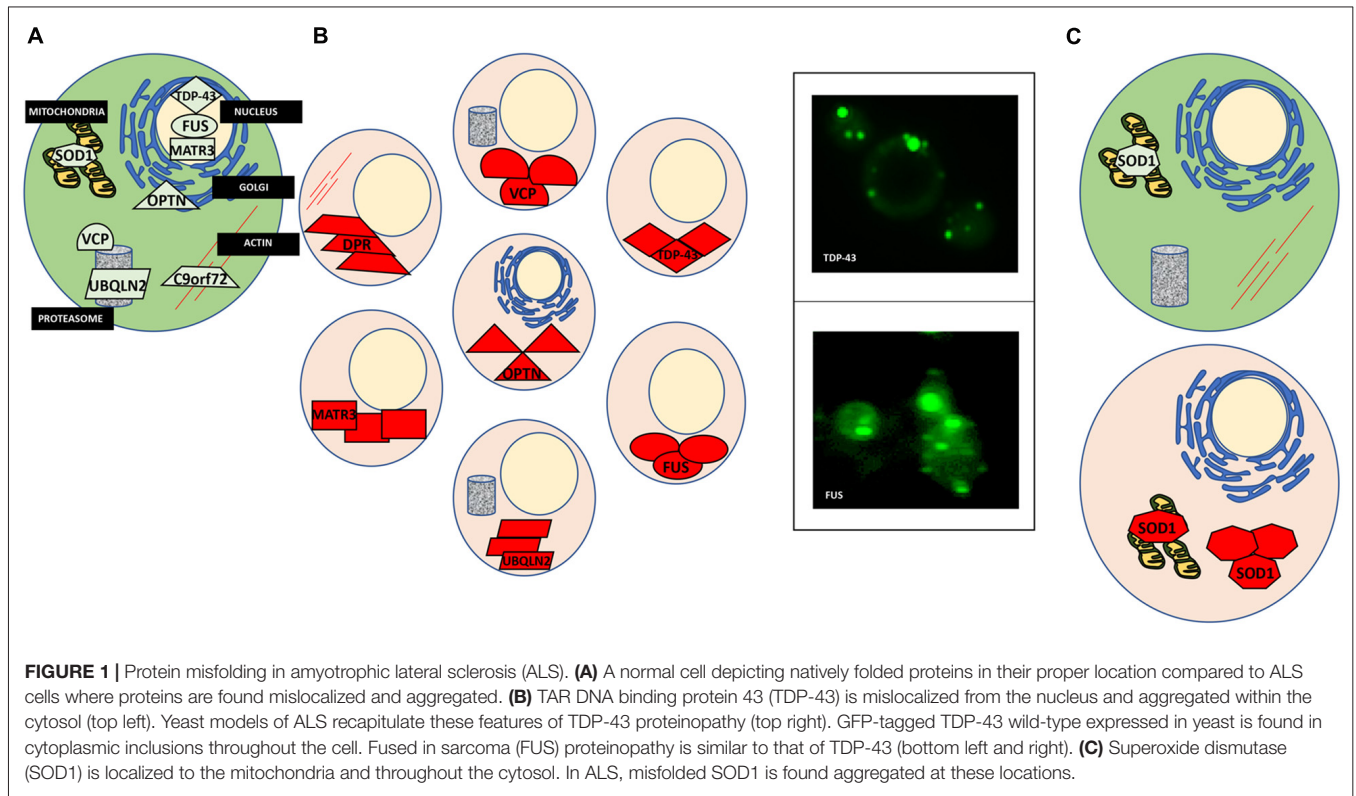 A
B
C
MITOCHONDRIA
TDP-43
NUCLEUS
FUS
MATR3
SOD1
OPTN
GOLGI
VCP
ACTIN
UBQLN2
C9orf72
PROTEASOME
DPR
VCP
TDP-43
OPTN
MATR3
FUS
UBQLN2
TDP-43
FUS
SOD1
SOD1
SOD1
FIGURE 1 | Protein misfolding in amyotrophic lateral sclerosis (ALS). (A) A normal cell depicting natively folded proteins in their proper location compared to ALS
cells where proteins are found mislocalized and aggregated. (B) TAR DNA binding protein 43 (TDP-43) is mislocalized from the nucleus and aggregated within the
cytosol (top left). Yeast models of ALS recapitulate these features of TDP-43 proteinopathy (top right). GFP-tagged TDP-43 wild-type expressed in yeast is found in
cytoplasmic inclusions throughout the cell. Fused in sarcoma (FUS) proteinopathy is similar to that of TDP-43 (bottom left and right). (C) Superoxide dismutase
(SOD1) is localized to the mitochondria and throughout the cytosol. In ALS, misfolded SOD1 is found aggregated at these locations.